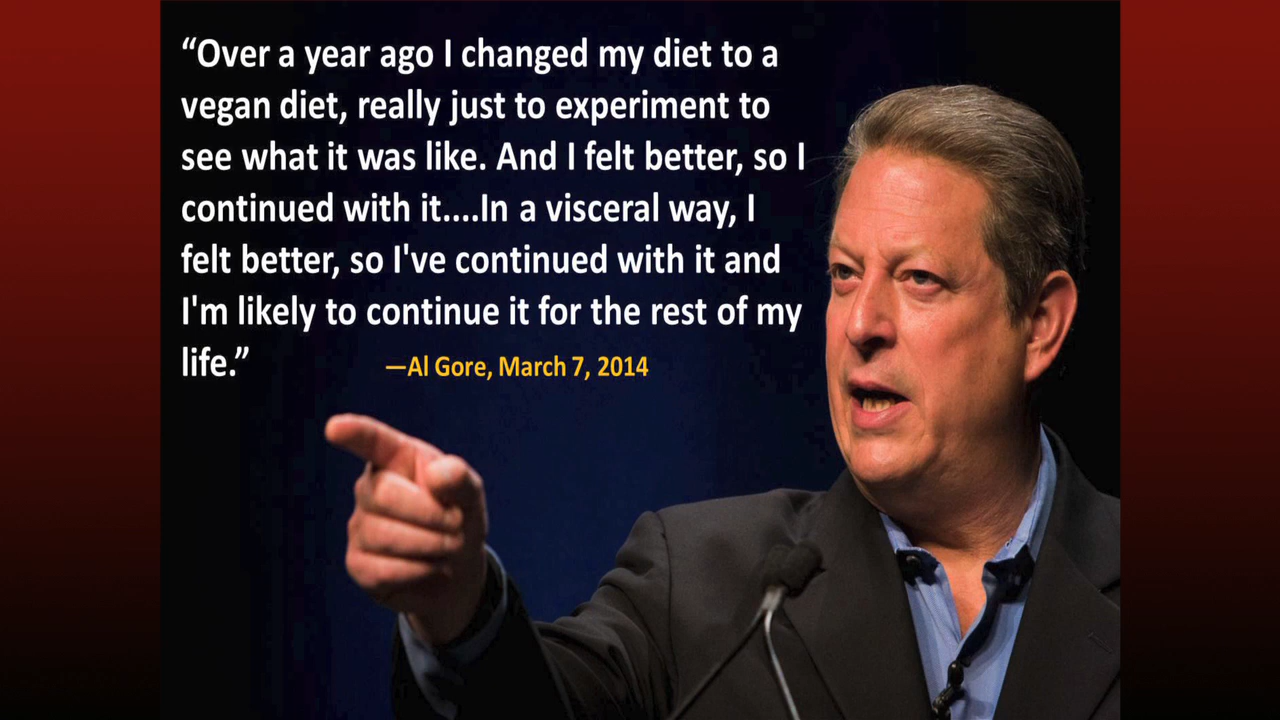 “Over a year ago I changed my diet to a
vegan diet, really just to experiment to
see what it was like. And I felt better, so I
continued with it....In a visceral way, I
felt better, so I've continued with it and
I'm likely to continue it for the rest of my
life.” —Al Gore, March 7, 2014